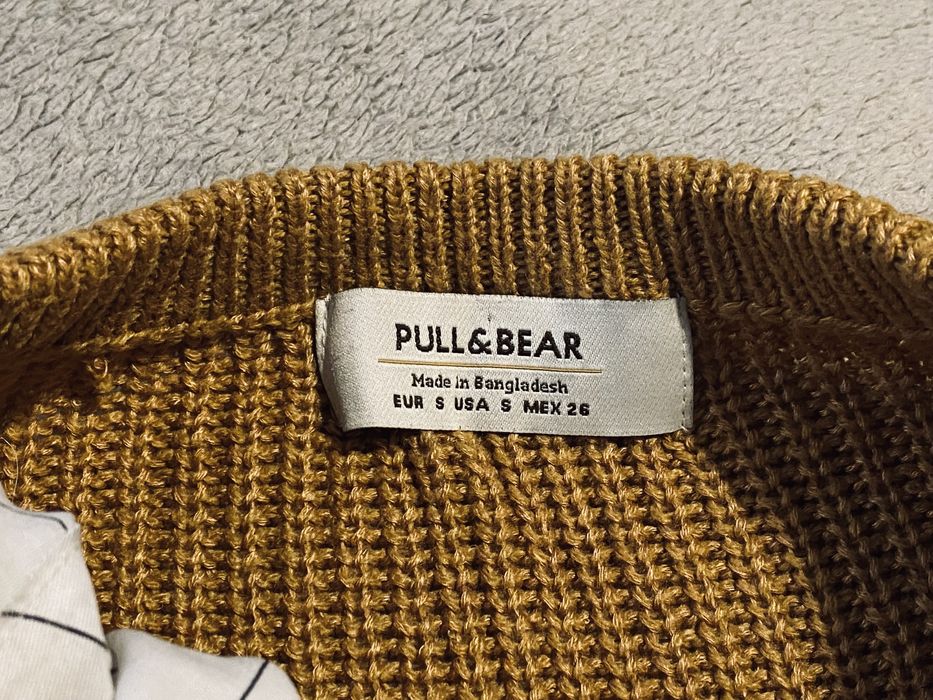 PULL&BEAR
Made in Bangladesh
EUR S USA S MEX 26